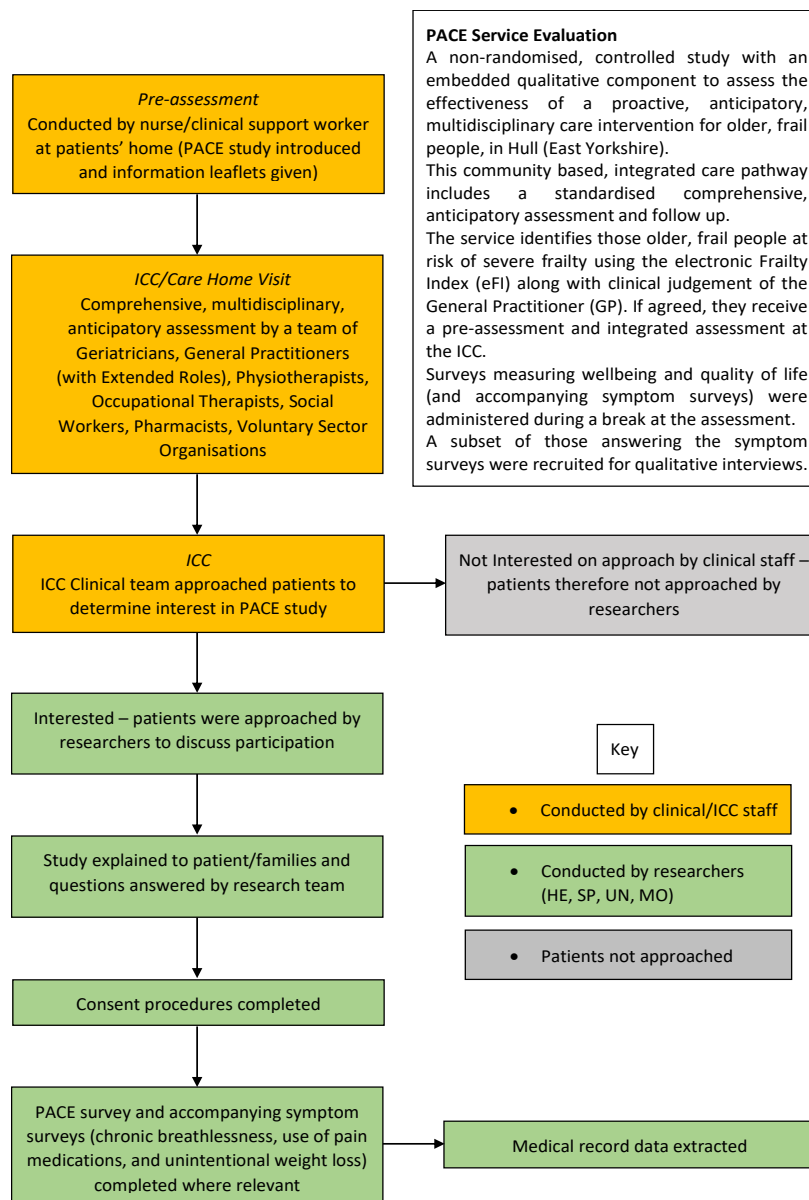 Pre-assessment
Conducted by nurse/clinical support worker
at patients' home (PACE study introduced
and information leaflets given)
PACE Service Evaluation
A non-randomised, controlled study with an
embedded qualitative component to assess the
effectiveness of a proactive, anticipatory,
multidisciplinary care intervention for older, frail
people, in Hull (East Yorkshire).
This community based, integrated care pathway
includes a standardised comprehensive,
anticipatory assessment and follow up.
The service identifies those older, frail people at
risk of severe frailty using the electronic Frailty
Index (eFI) along with clinical judgement of the
General Practitioner (GP). If agreed, they receive
a pre-assessment and integrated assessment at
the ICC.
Surveys measuring wellbeing and quality of life
(and accompanying symptom surveys) were
administered during a break at the assessment.
A subset of those answering the symptom
surveys were recruited for qualitative interviews.
ICC/Care Home Visit
Comprehensive, multidisciplinary,
anticipatory assessment by a team of
Geriatricians, General Practitioners
(with Extended Roles), Physiotherapists,
Occupational Therapists, Social
Workers, Pharmacists, Voluntary Sector
Organisations
ICC
ICC Clinical team approached patients to
determine interest in PACE study
Not Interested on approach by clinical staff –
patients therefore not approached by
researchers
Interested – patients were approached by
researchers to discuss participation
Study explained to patient/families and
questions answered by research team
Consent procedures completed
PACE survey and accompanying symptom
surveys (chronic breathlessness, use of pain
medications, and unintentional weight loss)
completed where relevant
Medical record data extracted
Key
• Conducted by clinical/ICC staff
• Conducted by researchers
(HE, SP, UN, MO)
• Patients not approached